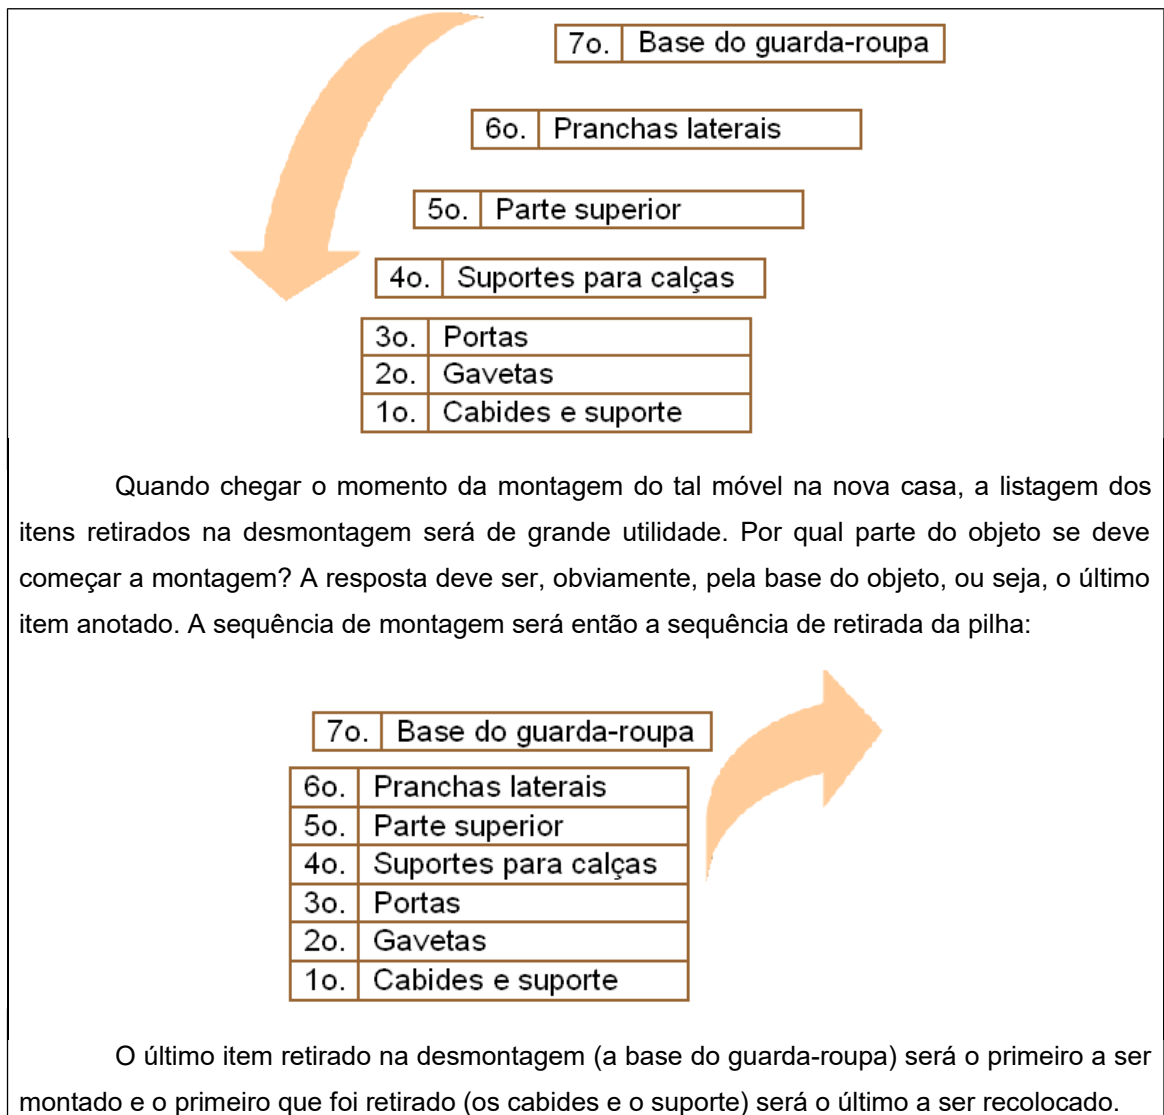 7o. Base do guarda-roupa
6o. Pranchas laterais
5o. Parte superior
4o. Suportes para calças
3o. Portas
2o. Gavetas
1o. Cabides e suporte
Quando chegar o momento da montagem do tal móvel na nova casa, a listagem dos
itens retirados na desmontagem será de grande utilidade. Por qual parte do objeto se deve
começar a montagem? A resposta deve ser, obviamente, pela base do objeto, ou seja, o último
item anotado. A sequência de montagem será então a sequência de retirada da pilha:
7o. Base do guarda-roupa
6o. Pranchas laterais
5o. Parte superior
4o. Suportes para calças
3o. Portas
2o. Gavetas
1o. Cabides e suporte
O último item retirado na desmontagem (a base do guarda-roupa) será o primeiro a ser
montado e o primeiro que foi retirado (os cabides e o suporte) será o último a ser recolocado.